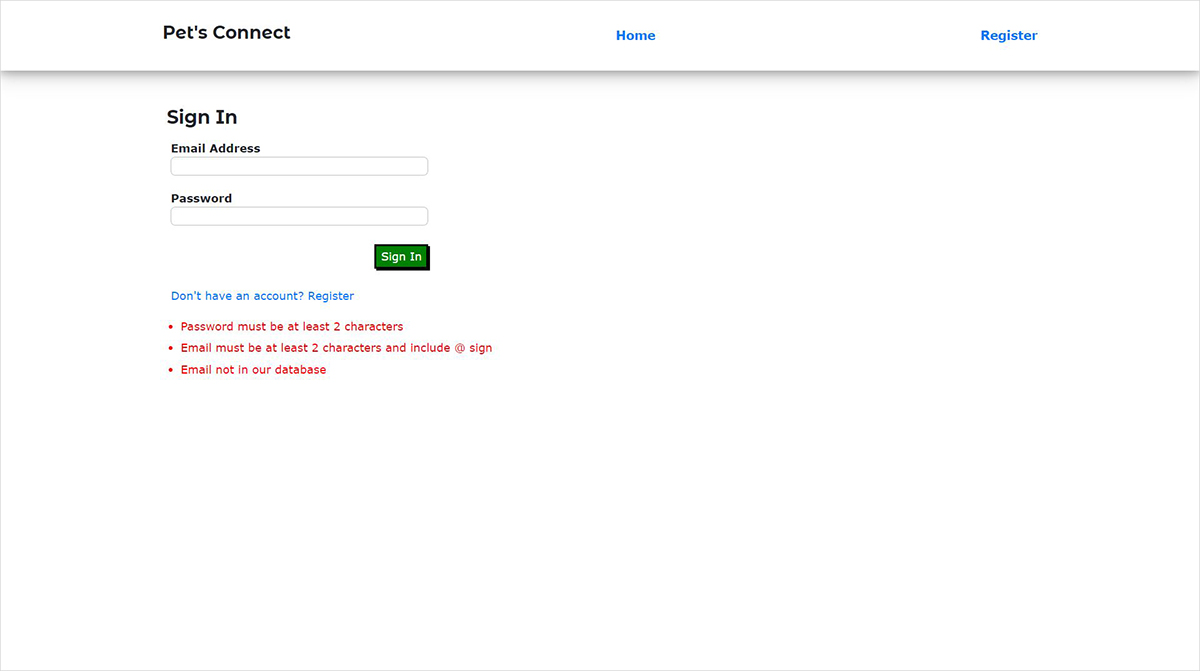 Pet's Connect
Home
Register
Sign In
Email Address
Password
Sign In
Don't have an account? Register
• Password must be at least 2 characters
• Email must be at least 2 characters and include @ sign
• Email not in our database